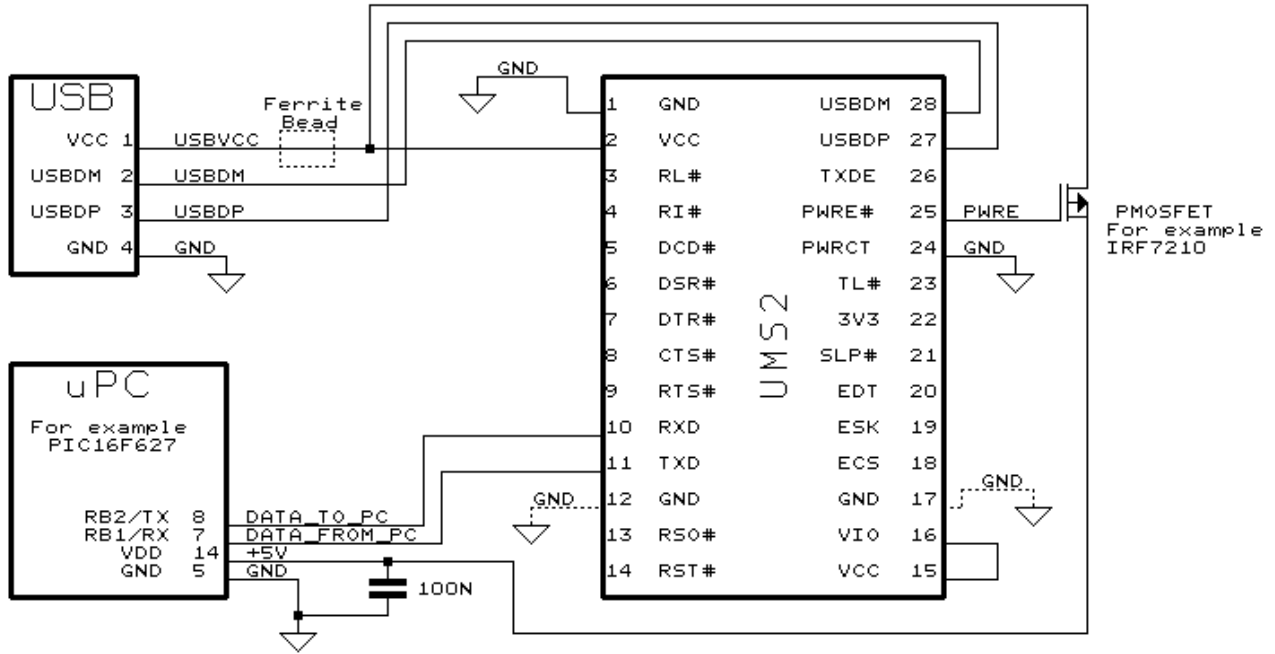 USB
VCC 1 USBVCC
USBDM 2 USBDM
USBDP 3 USBDP
GND 4 GND
Ferrite
Bead
GND
1 GND USBDM 28
2 VCC USBDP 27
3 RL# TXDE 26
4 RI# PWRE# 25 PWRE
5 DCD# PWRCT 24 GND
6 DSR# TL# 23
7 DTR# 3V3 22
8 CTS# SLP# 21
9 RTS# EDT 20
10 RXD ESK 19
11 TXD ECS 18
GND 12 GND GND 17 GND
13 RSO# VIO 16
14 RST# VCC 15
UMS2
PMOSFET
For example
IRF7210
uPC
For example
PIC16F627
RB2/TX 8 DATA_TO_PC
RB1/RX 7 DATA_FROM_PC
VDD 14 +5V
GND 5 GND
100N